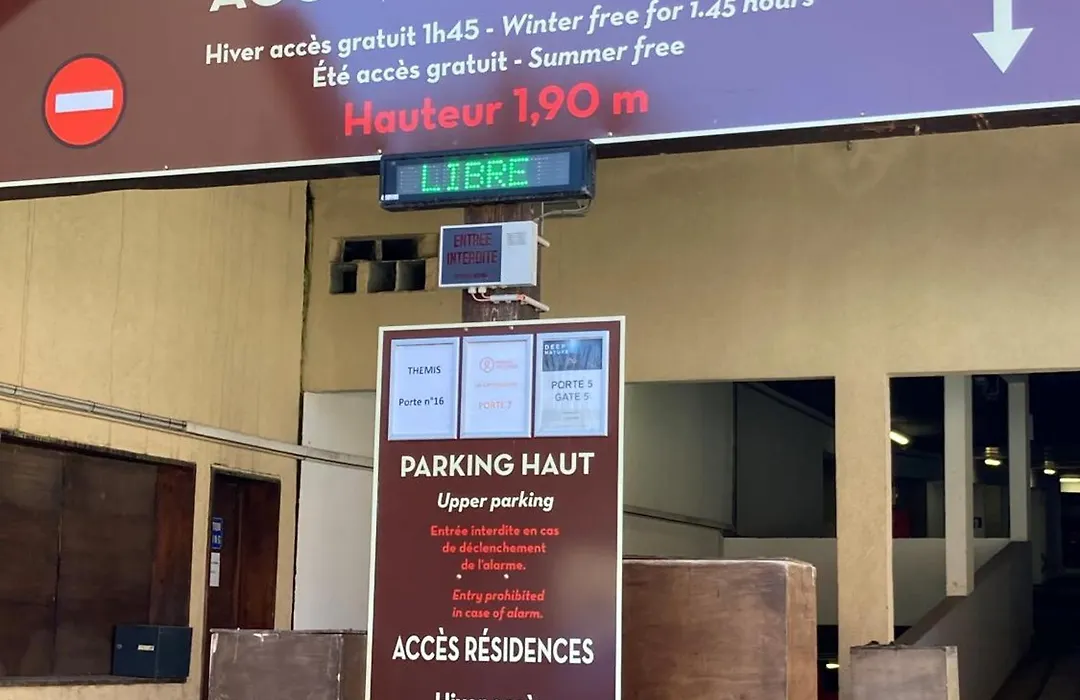 Hiver accès gratuit 1h45 - Winter free for 1.45 hours
Été accès gratuit - Summer free
Hauteur 1,90 m
LIBRE
ENTREE
INTERDITE
THEMIS
Porte n°16
PORTE 7
DEEP
NATURE
PORTE 5
GATE 5
PARKING HAUT
Upper parking
Entrée interdite en cas
de déclenchement
de l'alarme.
Entry prohibited
in case of alarm.
ACCÈS RÉSIDENCES